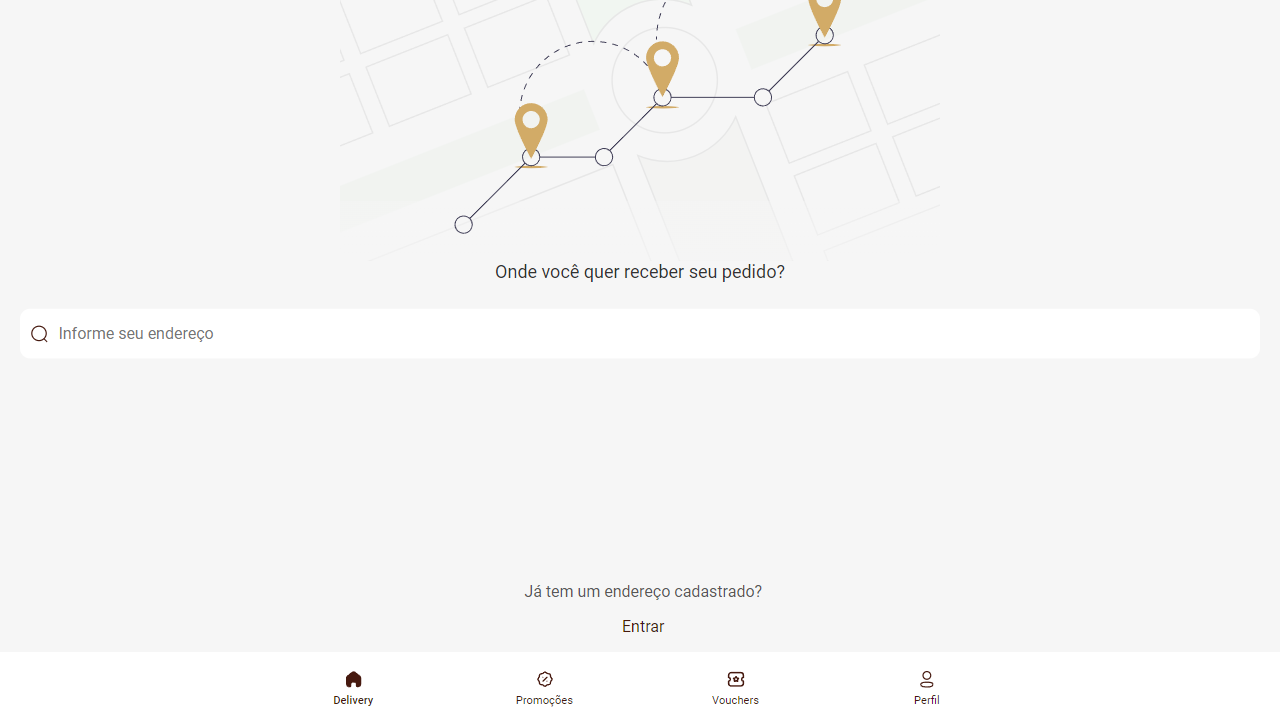 Onde você quer receber seu pedido?
Informe seu endereço
Já tem um endereço cadastrado?
Entrar
Delivery
Promoções
Vouchers
Perfil